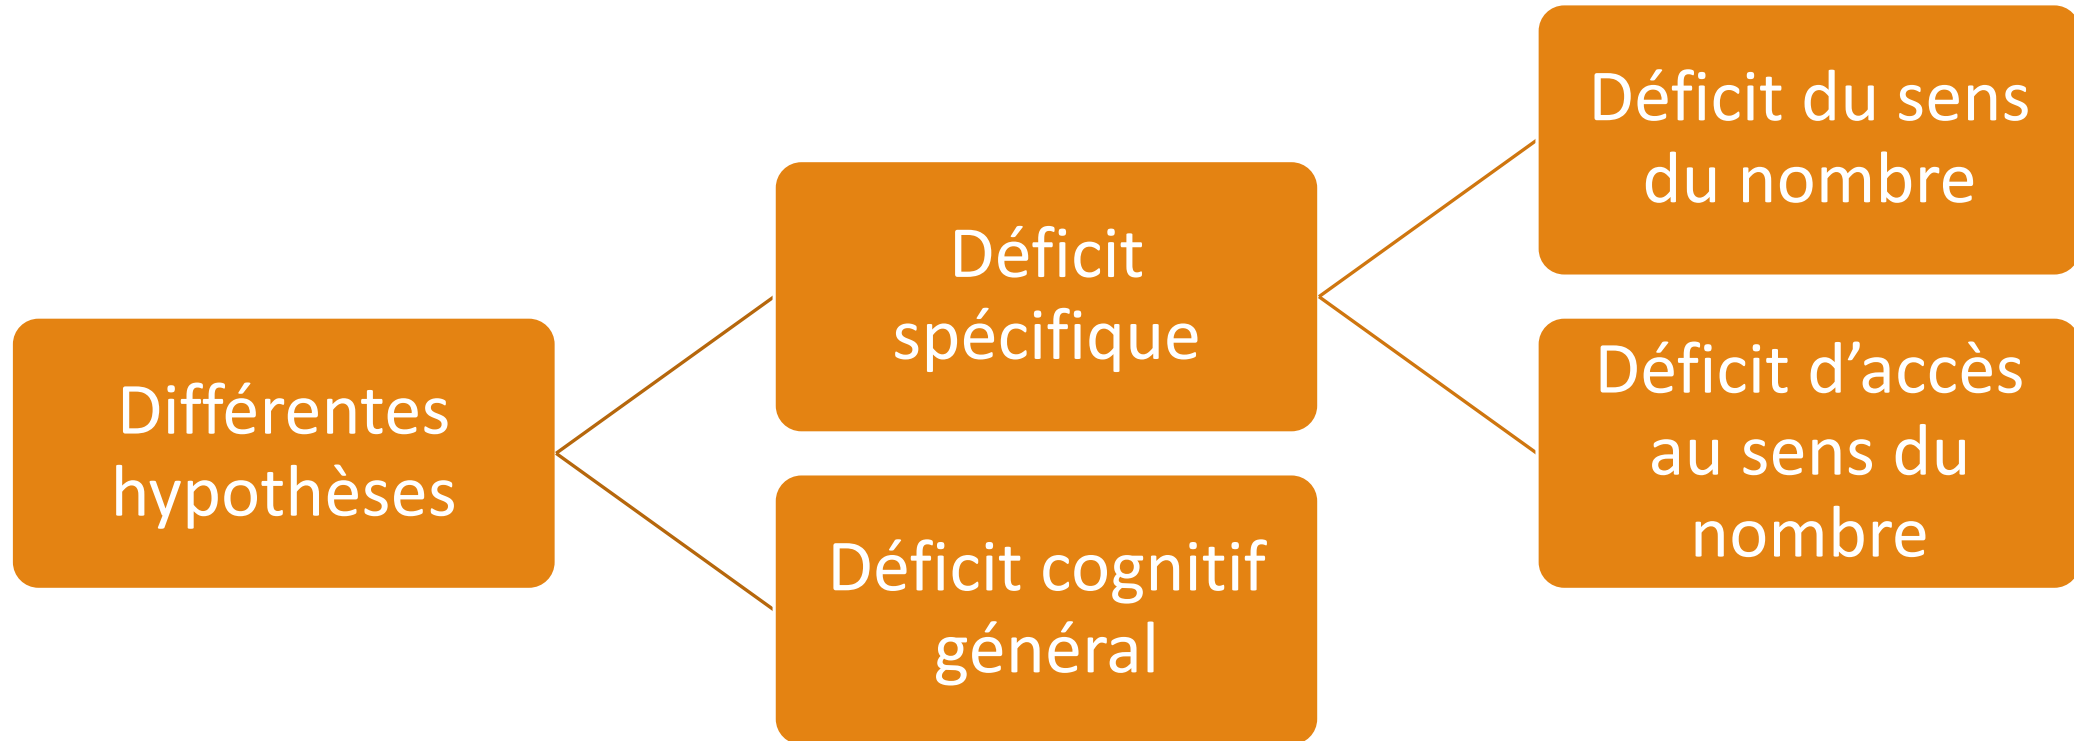 Différentes
hypothèses
Déficit
spécifique
Déficit cognitif
général
Déficit du sens
du nombre
Déficit d’accès
au sens du
nombre